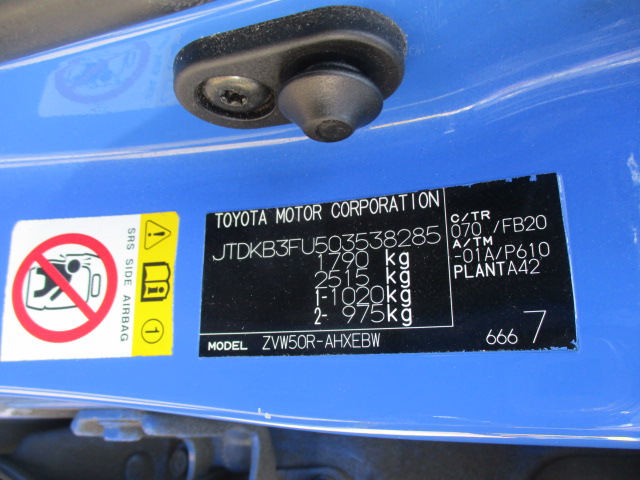 TOYOTA MOTOR CORPORATION
JTDKB3FU503538285
1790 kg
2515 kg
1-1020kg
2- 975kg
MODEL ZVW50R-AHXEBW
C/TR
070 /FB20
A/TM
-01A/P610
PLANTA42
666 7
SRS SIDE AIRBAG
1